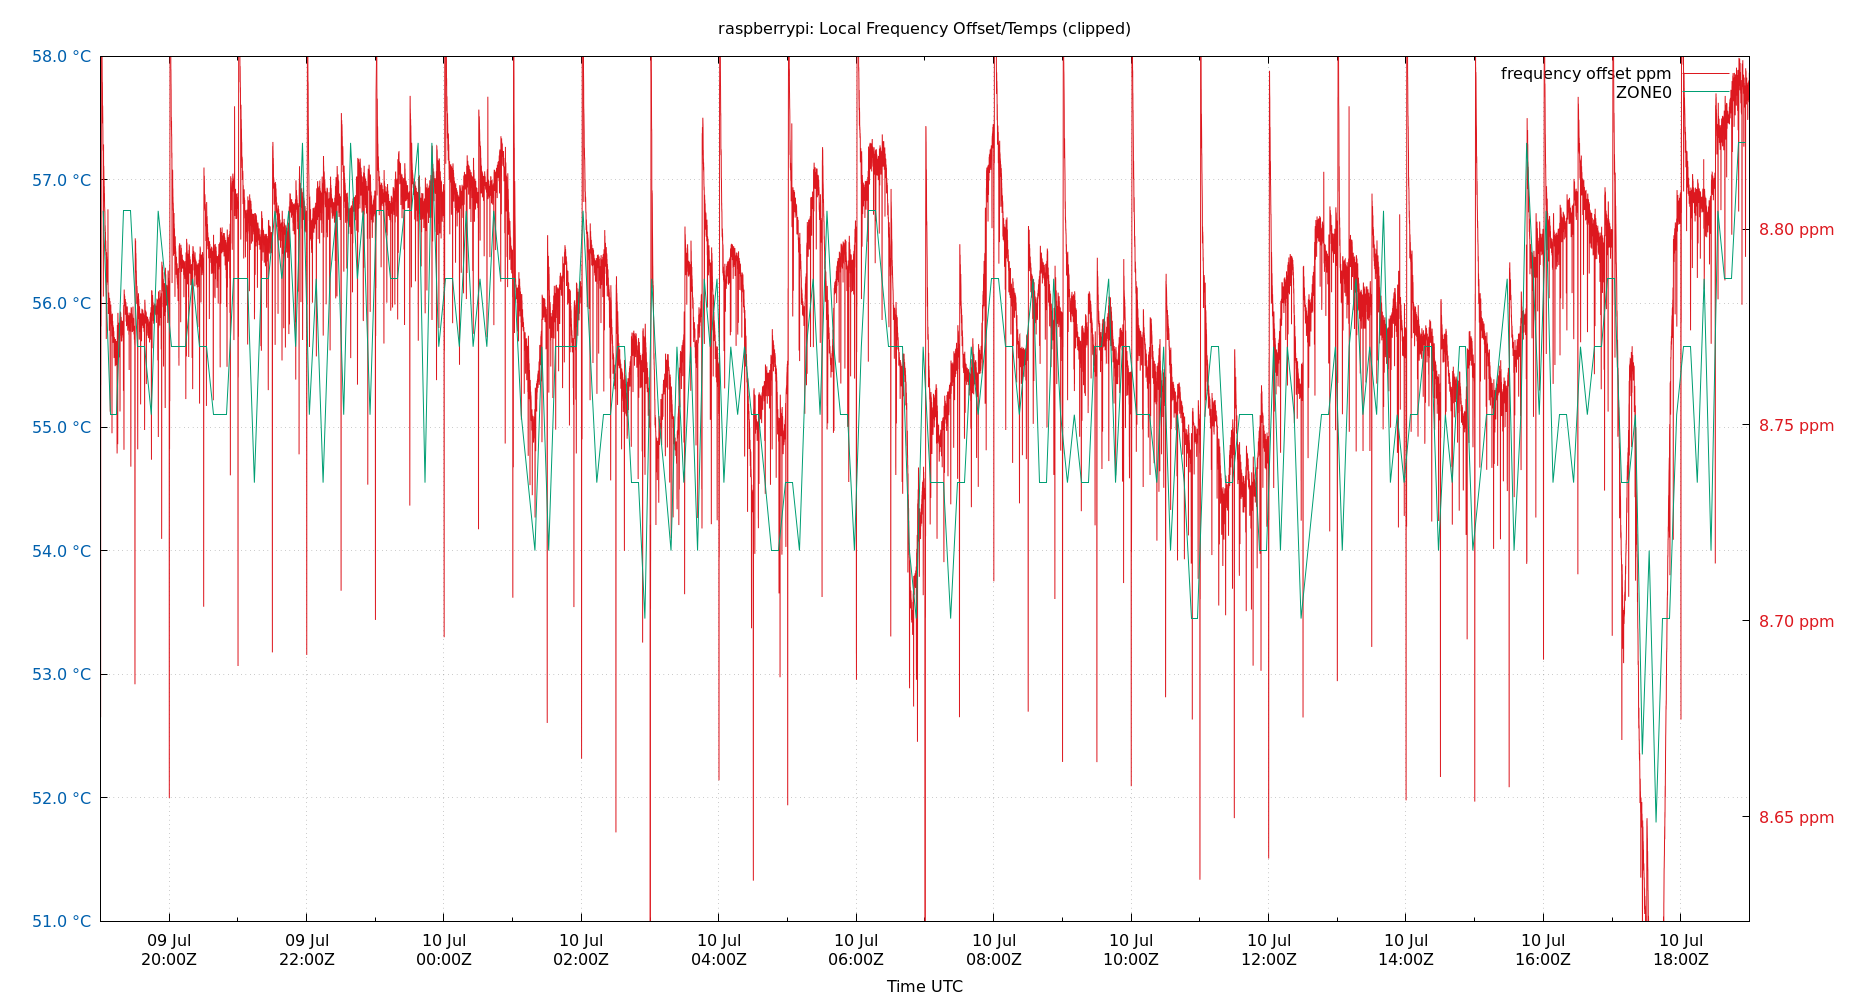 raspberrypi: Local Frequency Offset/Temps (clipped)
58.0 °C
57.0 °C
56.0 °C
55.0 °C
54.0 °C
53.0 °C
52.0 °C
51.0 °C
frequency offset ppm
ZONE0
8.80 ppm
8.75 ppm
8.70 ppm
8.65 ppm
09 Jul 09 Jul 10 Jul 10 Jul 10 Jul 10 Jul 10 Jul 10 Jul 10 Jul 10 Jul 10 Jul 10 Jul
20:00Z 22:00Z 00:00Z 02:00Z 04:00Z 06:00Z 08:00Z 10:00Z 12:00Z 14:00Z 16:00Z 18:00Z
Time UTC